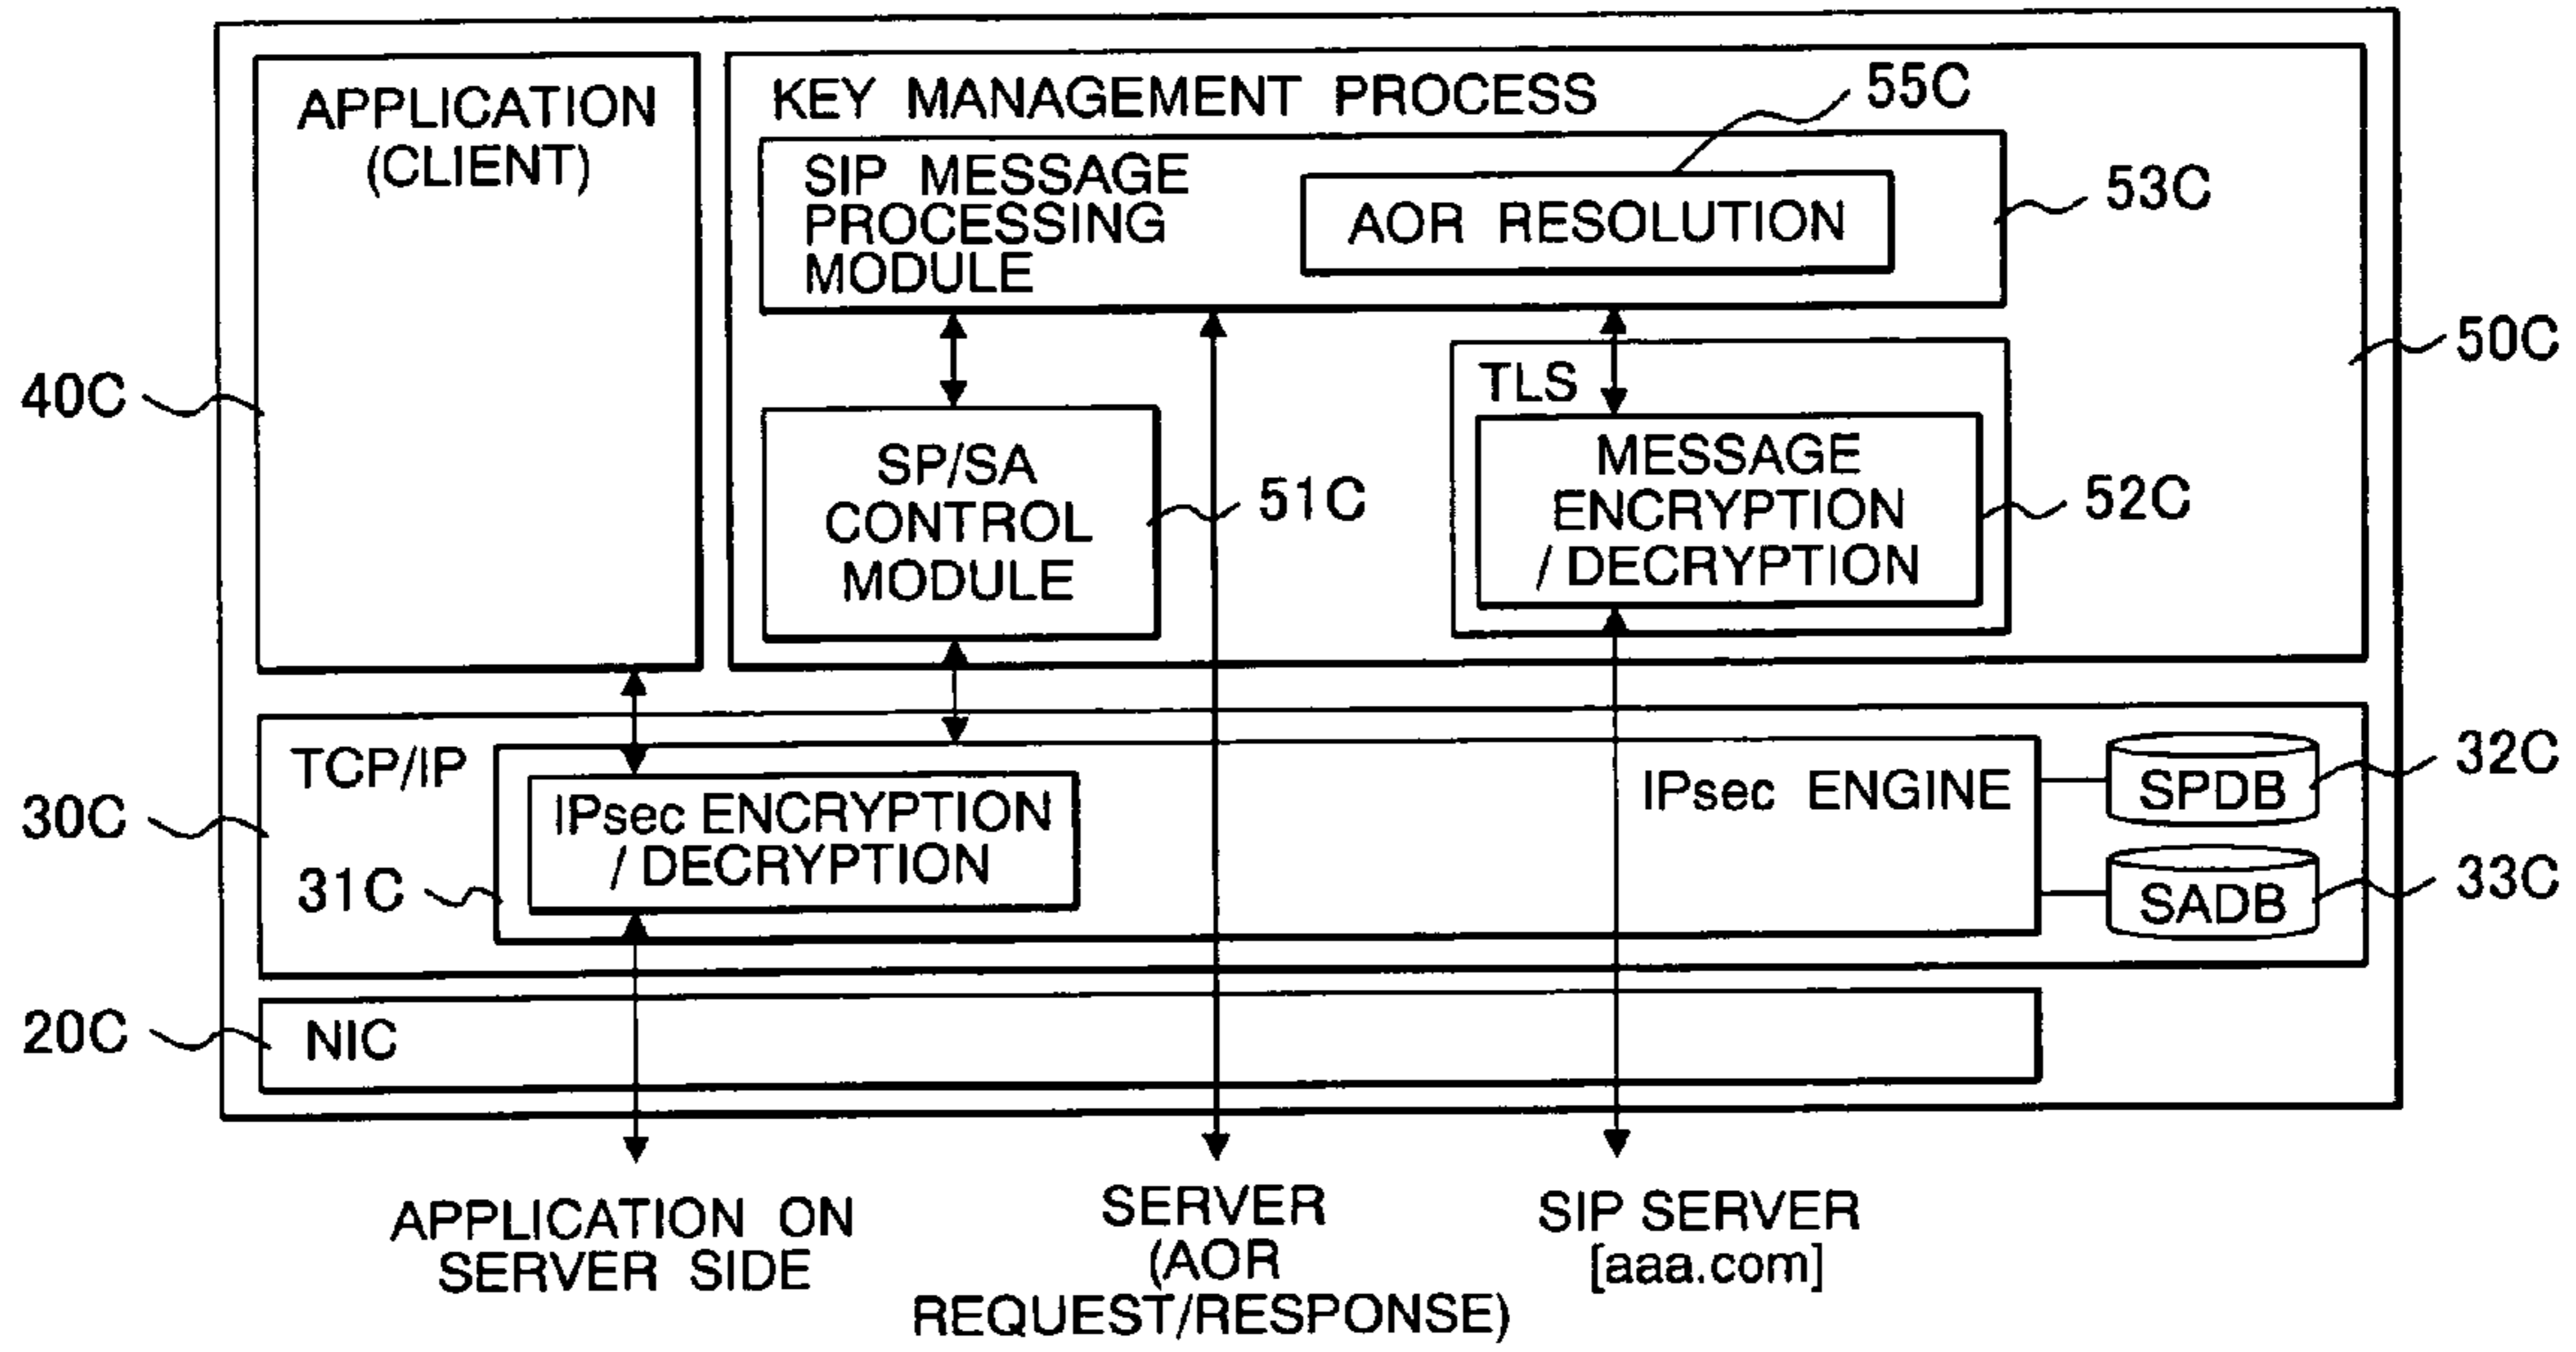 APPLICATION
(CLIENT)
KEY MANAGEMENT PROCESS
55C
SIP MESSAGE
PROCESSING
MODULE
AOR RESOLUTION
53C
50C
40C
TLS
SP/SA
CONTROL
MODULE
51C
MESSAGE
ENCRYPTION
/ DECRYPTION
52C
TCP/IP
30C
31C
IPsec ENCRYPTION
/ DECRYPTION
IPsec ENGINE
SPDB
32C
SADB
33C
20C
NIC
APPLICATION ON
SERVER SIDE
SERVER
(AOR
REQUEST/RESPONSE)
SIP SERVER
[aaa.com]